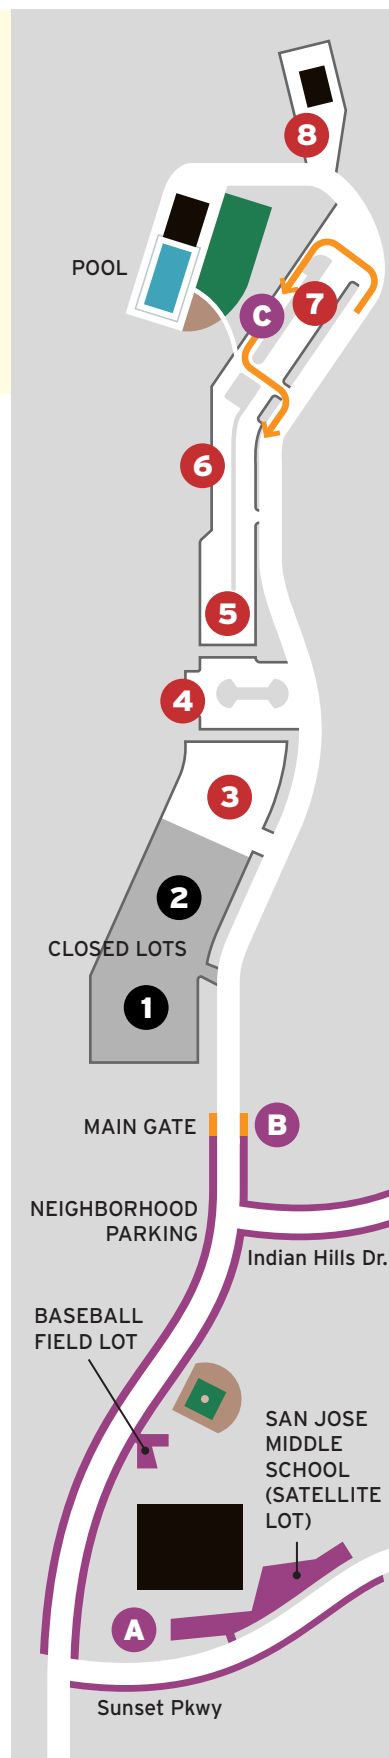 8
POOL
C
7
6
5
4
3
2
CLOSED LOTS
1
MAIN GATE
B
NEIGHBORHOOD
PARKING
Indian Hills Dr.
BASEBALL
FIELD LOT
SAN JOSE
MIDDLE
SCHOOL
(SATELLITE
LOT)
A
Sunset Pkwy